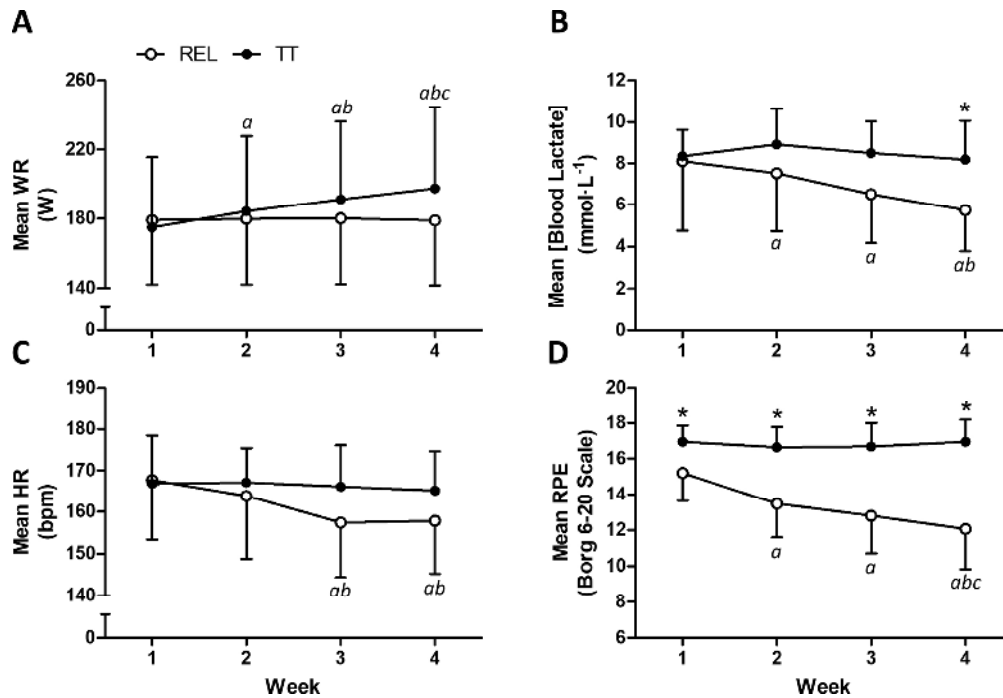 A
REL TT
Mean WR
(W)
260
220
180
140
0
a
ab
abc
1 2 3 4
B
Mean [Blood Lactate]
(mmol·L⁻¹)
12
10
8
6
4
2
0
*
a
a
ab
1 2 3 4
C
Mean HR
(bpm)
190
180
170
160
150
140
0
ab
ab
1 2 3 4
Week
D
Mean RPE
(Borg 6-20 Scale)
20
18
16
14
12
10
8
6
* * * *
a
a
abc
1 2 3 4
Week